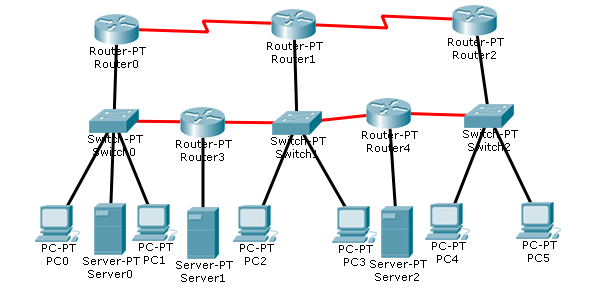 Router-PT
Router0
Router-PT
Router1
Router-PT
Router2
Switch-PT
Switch0
Router-PT
Router3
Switch-PT
Switch1
Router-PT
Router4
Switch-PT
Switch2
PC-PT
PC0
Server-PT
Server0
PC-PT
PC1
Server-PT
Server1
PC-PT
PC2
PC-PT
PC3
Server-PT
Server2
PC-PT
PC4
PC-PT
PC5